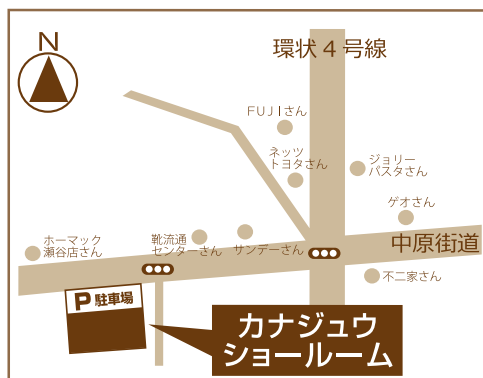 N
環状4号線
FUJIさん
ネッツ
トヨタさん
ジョリー
パスタさん
ゲオさん
中原街道
ホーマック
瀬谷店さん
靴流通
センターさん
サンデーさん
不二家さん
P 駐車場
カナジュウ
ショールーム